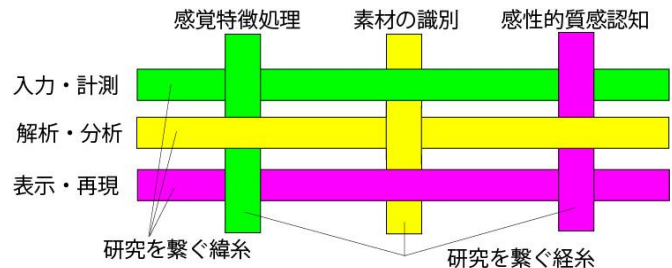 感覚特徴処理
素材の識別
感性的質感認知
入力・計測
解析・分析
表示・再現
研究を繋ぐ緯糸
研究を繋ぐ経糸